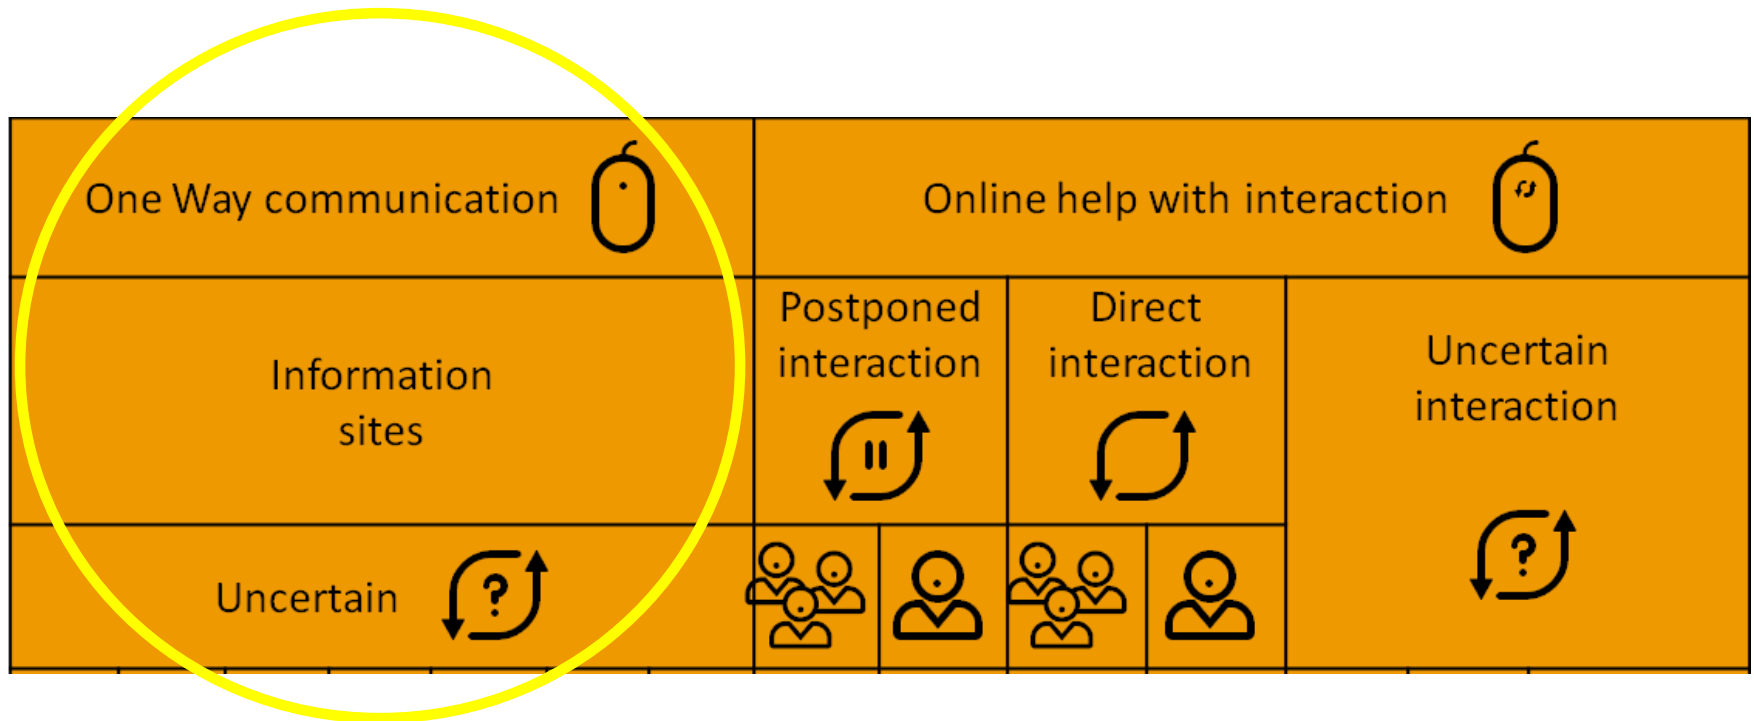 One Way communication
Online help with interaction
Information
sites
Postponed
interaction
Direct
interaction
Uncertain
interaction
Uncertain